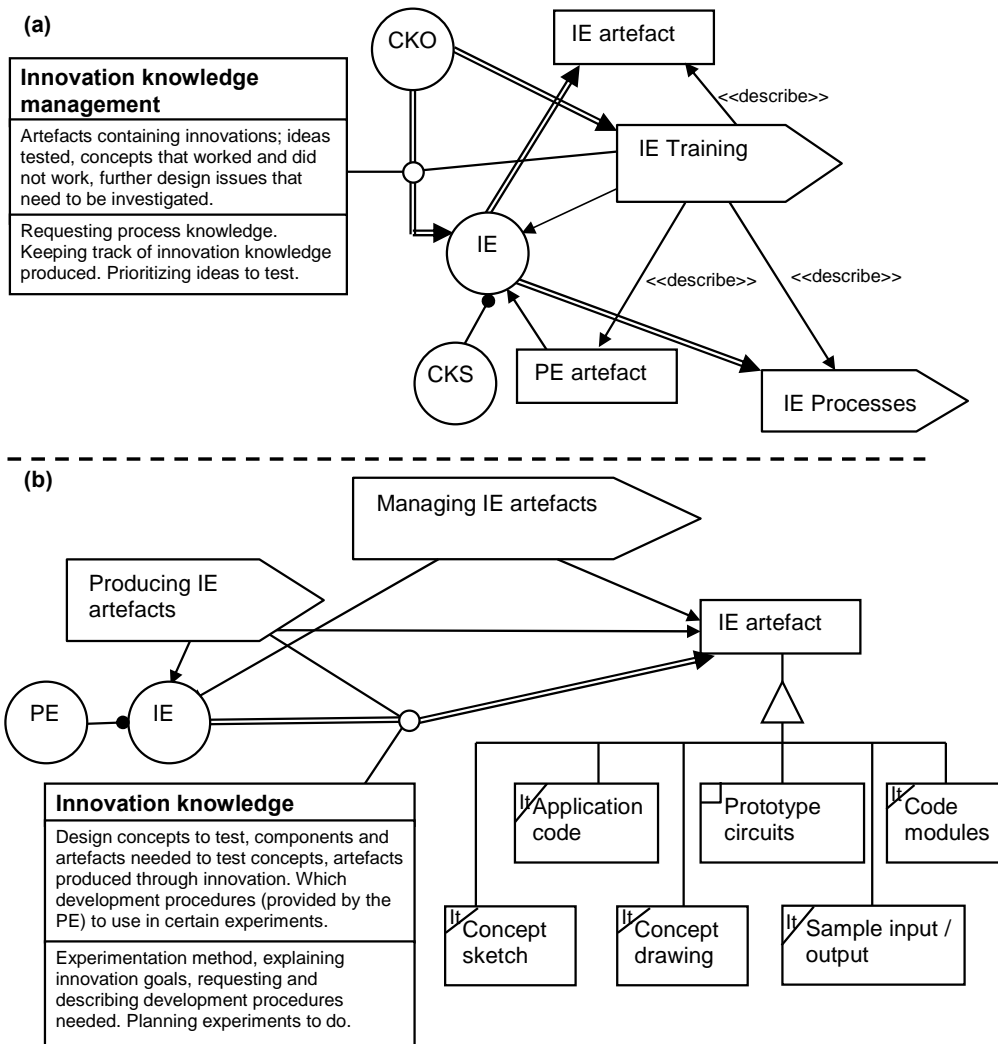 (a)
CKO
IE artefact
Innovation knowledge
management
Artefacts containing innovations; ideas
tested, concepts that worked and did
not work, further design issues that
need to be investigated.
Requesting process knowledge.
Keeping track of innovation knowledge
produced. Prioritizing ideas to test.
<<describe>>
IE Training
IE
<<describe>>
<<describe>>
CKS
PE artefact
IE Processes
(b)
Managing IE artefacts
Producing IE
artefacts
IE artefact
PE
IE
Innovation knowledge
Design concepts to test, components and
artefacts needed to test concepts, artefacts
produced through innovation. Which
development procedures (provided by the
PE) to use in certain experiments.
Experimentation method, explaining
innovation goals, requesting and
describing development procedures
needed. Planning experiments to do.
It Application
code
Prototype
circuits
It Code
modules
It Concept
sketch
It Concept
drawing
It Sample input /
output